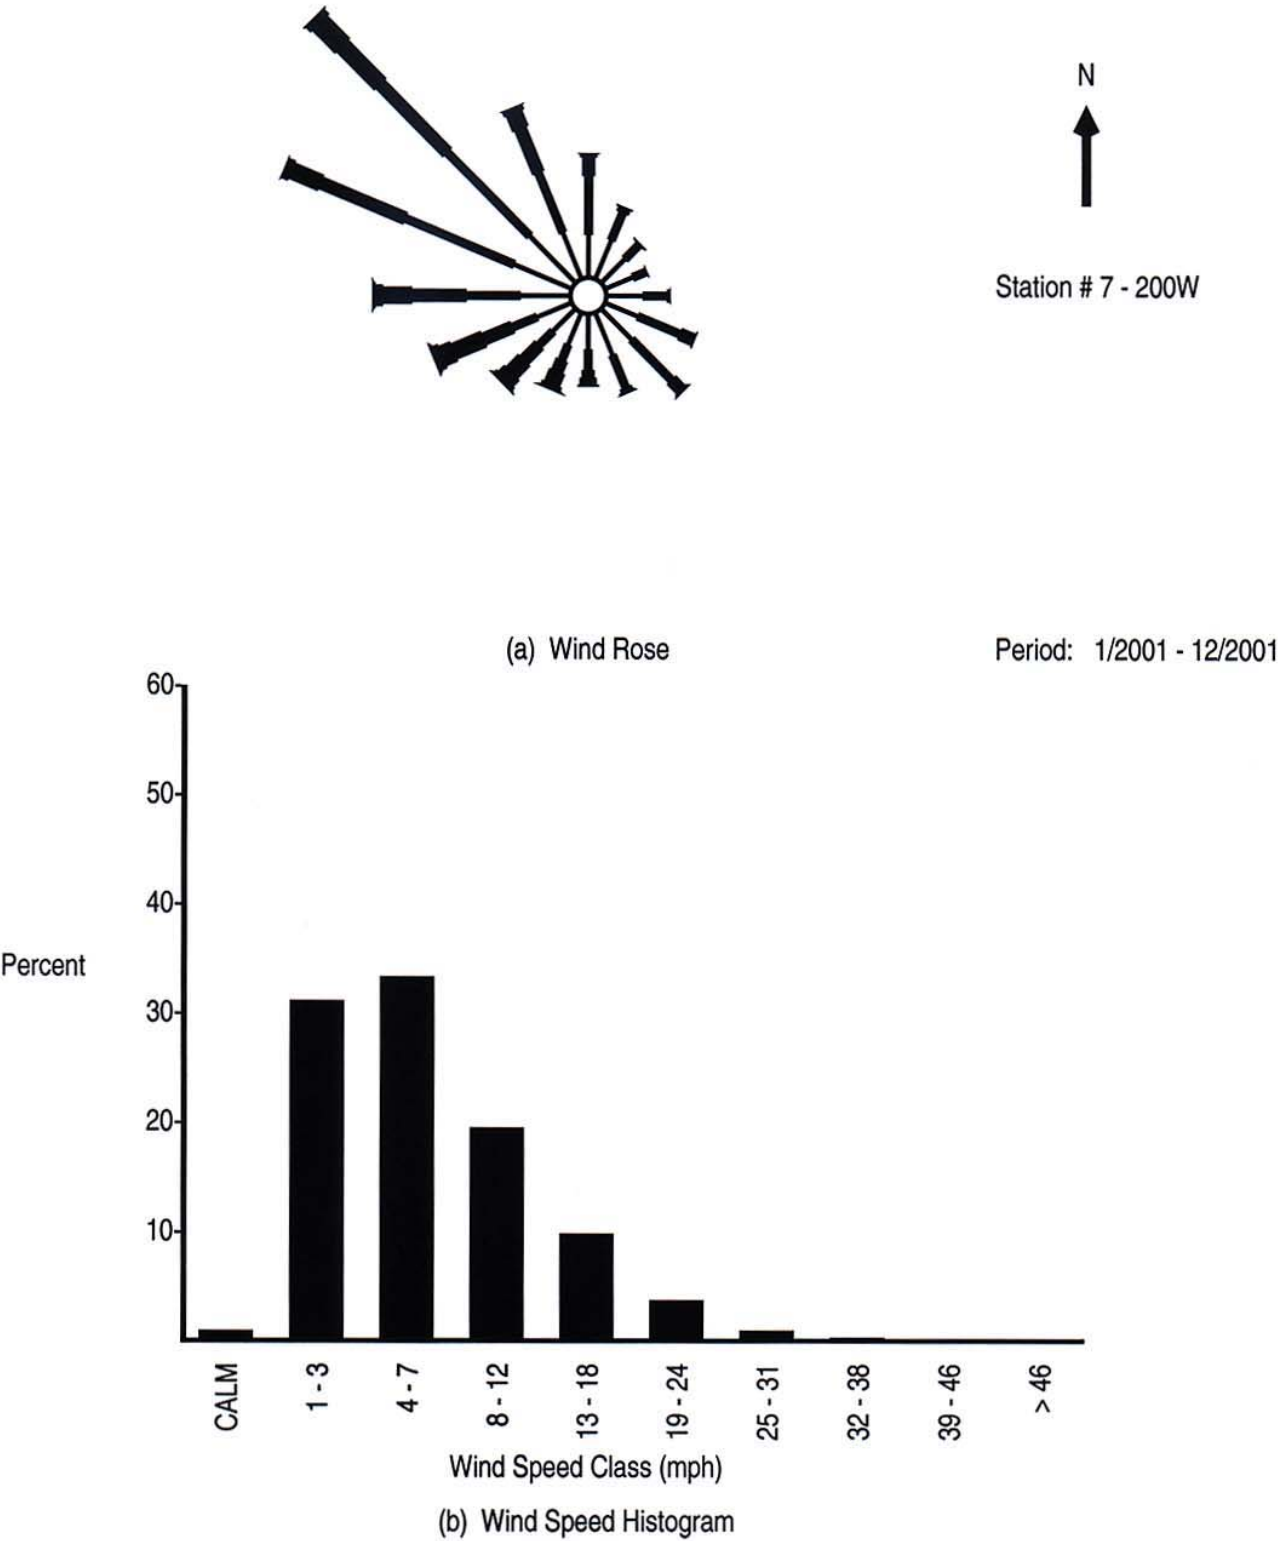 N
Station # 7 - 200W
(a) Wind Rose
Period: 1/2001 - 12/2001
60
50
40
Percent
30
20
10
CALM
1 - 3
4 - 7
8 - 12
13 - 18
19 - 24
25 - 31
32 - 38
39 - 46
> 46
Wind Speed Class (mph)
(b) Wind Speed Histogram